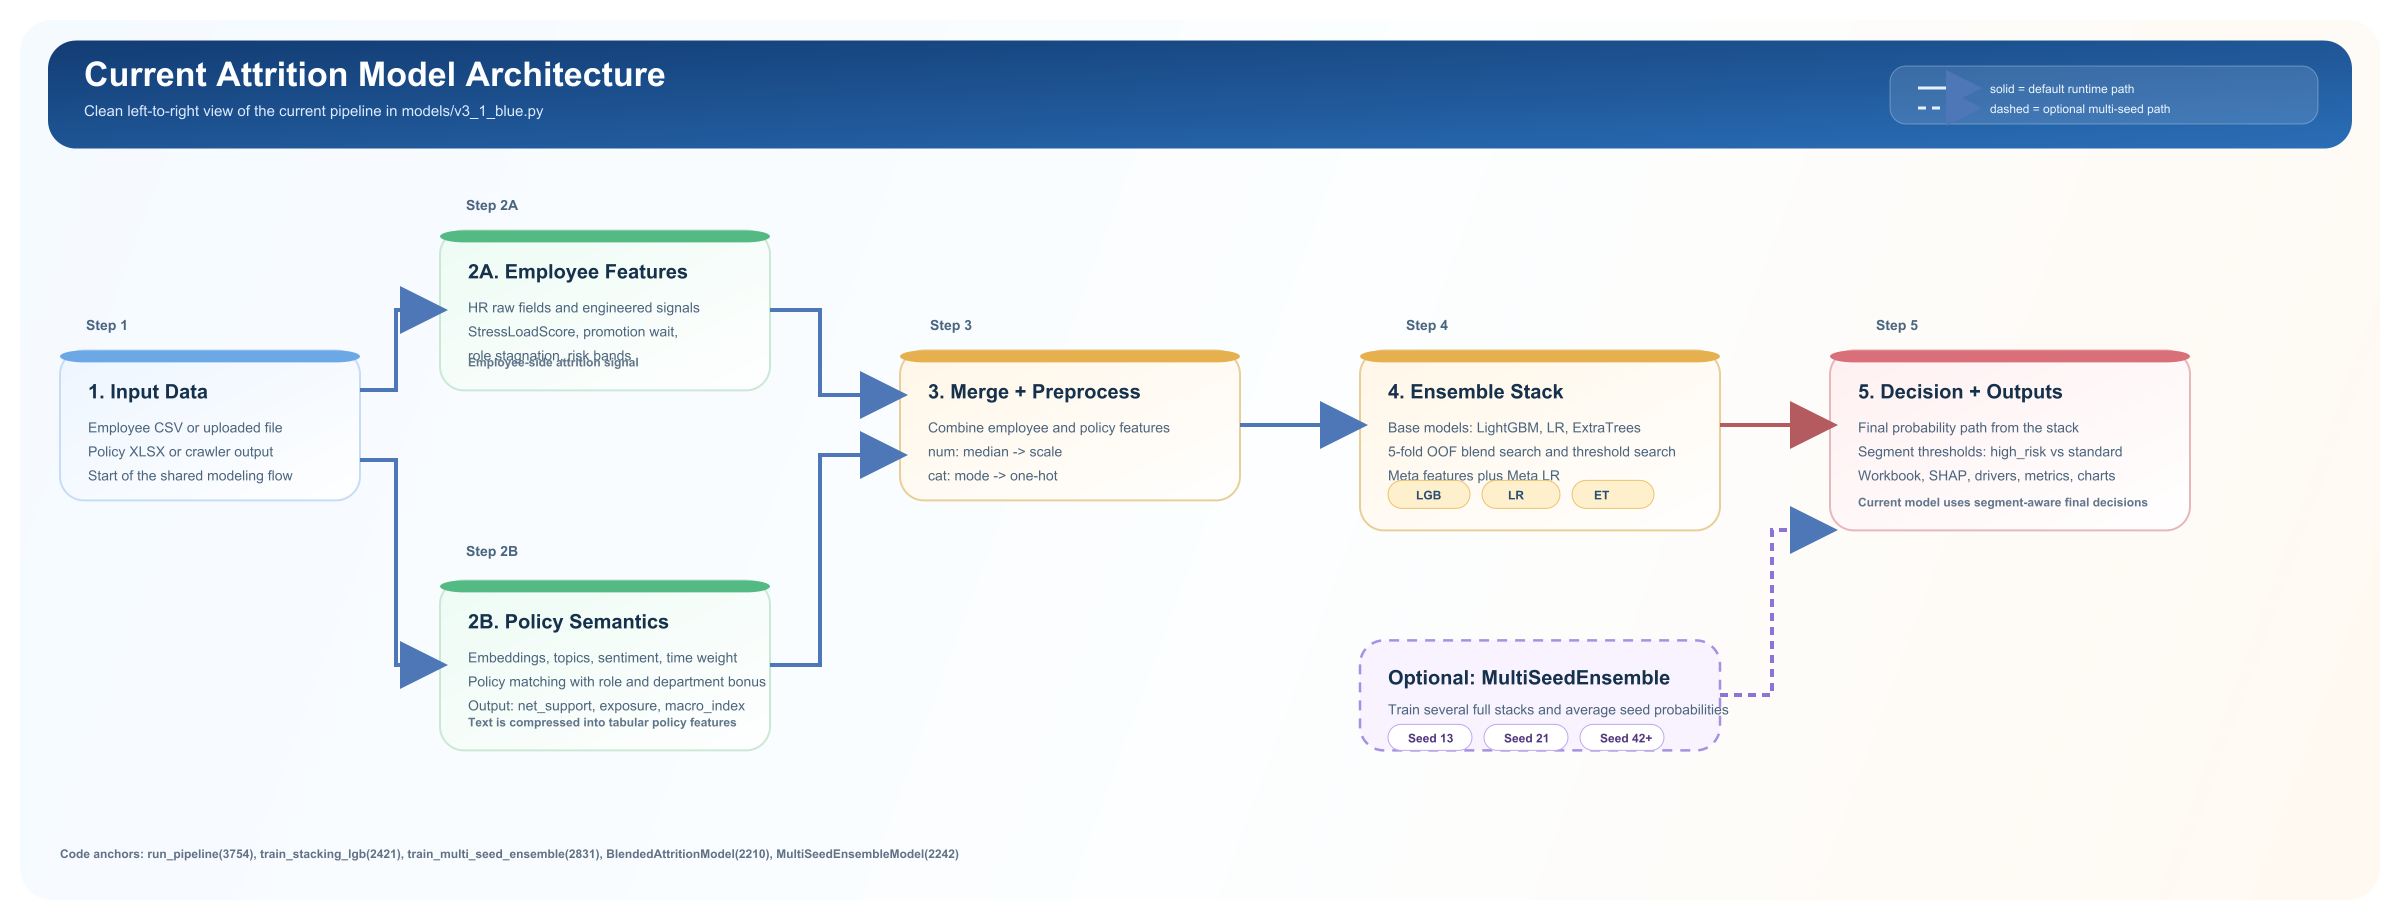 Current Attrition Model Architecture
Clean left-to-right view of the current pipeline in models/v3_1_blue.py
solid = default runtime path
dashed = optional multi-seed path
Step 1
1. Input Data
Employee CSV or uploaded file
Policy XLSX or crawler output
Start of the shared modeling flow
Step 2A
2A. Employee Features
HR raw fields and engineered signals
StressLoadScore, promotion wait,
role stagnation, risk bands
Employee-side attrition signal
Step 2B
2B. Policy Semantics
Embeddings, topics, sentiment, time weight
Policy matching with role and department bonus
Output: net_support, exposure, macro_index
Text is compressed into tabular policy features
Step 3
3. Merge + Preprocess
Combine employee and policy features
num: median -> scale
cat: mode -> one-hot
Step 4
4. Ensemble Stack
Base models: LightGBM, LR, ExtraTrees
5-fold OOF blend search and threshold search
Meta features plus Meta LR
LGB LR ET
Optional: MultiSeedEnsemble
Train several full stacks and average seed probabilities
Seed 13 Seed 21 Seed 42+
Step 5
5. Decision + Outputs
Final probability path from the stack
Segment thresholds: high_risk vs standard
Workbook, SHAP, drivers, metrics, charts
Current model uses segment-aware final decisions
Code anchors: run_pipeline(3754), train_stacking_lgb(2421), train_multi_seed_ensemble(2831), BlendedAttritionModel(2210), MultiSeedEnsembleModel(2242)